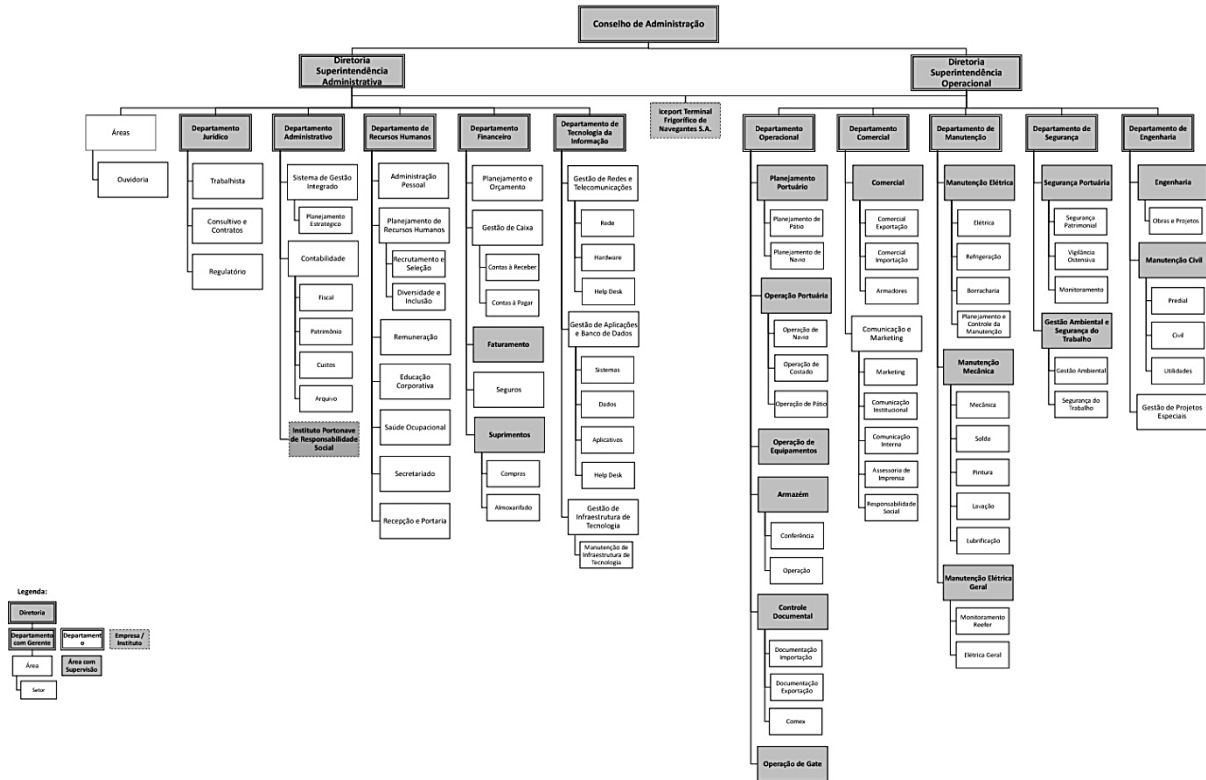 Conselho de Administração
Diretoria
Superintendência
Administrativa
Diretoria
Superintendência
Operacional
Iceport Terminal
Frigorífico de
Navegantes S.A.
Áreas
Ouvidoria
Departamento
Jurídico
Trabalhista
Consultivo e
Contratos
Regulatório
Departamento
Administrativo
Sistema de Gestão
Integrado
Planejamento
Estratégico
Contabilidade
Fiscal
Patrimônio
Custos
Arquivo
Instituto Portonave
de Responsabilidade
Social
Departamento de
Recursos Humanos
Administração
Pessoal
Planejamento de
Recursos Humanos
Recrutamento e
Seleção
Diversidade e
Inclusão
Remuneração
Educação
Corporativa
Saúde Ocupacional
Secretariado
Recepção e Portaria
Departamento
Financeiro
Planejamento e
Orçamento
Gestão de Caixa
Contas à Receber
Contas à Pagar
Faturamento
Seguros
Suprimentos
Compras
Almoxarifado
Departamento de
Tecnologia da
Informação
Gestão de Redes e
Telecomunicações
Rede
Hardware
Help Desk
Gestão de Aplicações
e Banco de Dados
Sistemas
Dados
Aplicativos
Help Desk
Gestão de
Infraestrutura de
Tecnologia
Manutenção de
Infraestrutura de
Tecnologia
Departamento
Operacional
Planejamento
Portuário
Planejamento de
Pátio
Planejamento de
Navio
Operação Portuária
Operação de
Navio
Operação de
Costado
Operação de Pátio
Operação de
Equipamentos
Armazém
Conferência
Operação
Controle
Documental
Documentação
Importação
Documentação
Exportação
Comex
Operação de Gate
Departamento
Comercial
Comercial
Comercial
Exportação
Comercial
Importação
Armadores
Comunicação e
Marketing
Marketing
Comunicação
Institucional
Comunicação
Interna
Assessoria de
Imprensa
Responsabilidade
Social
Departamento de
Manutenção
Manutenção Elétrica
Elétrica
Refrigeração
Borracharia
Planejamento e
Controle da
Manutenção
Manutenção
Mecânica
Mecânica
Solda
Pintura
Lavação
Lubrificação
Manutenção Elétrica
Geral
Monitoramento
Reefer
Elétrica Geral
Departamento de
Segurança
Segurança Portuária
Segurança
Patrimonial
Vigilância
Ostensiva
Monitoramento
Gestão Ambiental e
Segurança do
Trabalho
Gestão Ambiental
Segurança do
Trabalho
Departamento de
Engenharia
Engenharia
Obras e Projetos
Manutenção Civil
Predial
Civil
Utilidades
Gestão de Projetos
Especiais
Legenda:
Diretoria
Departamento
com Gerente
Departament
o
Empresa /
Instituto
Área
Área com
Supervisão
Setor